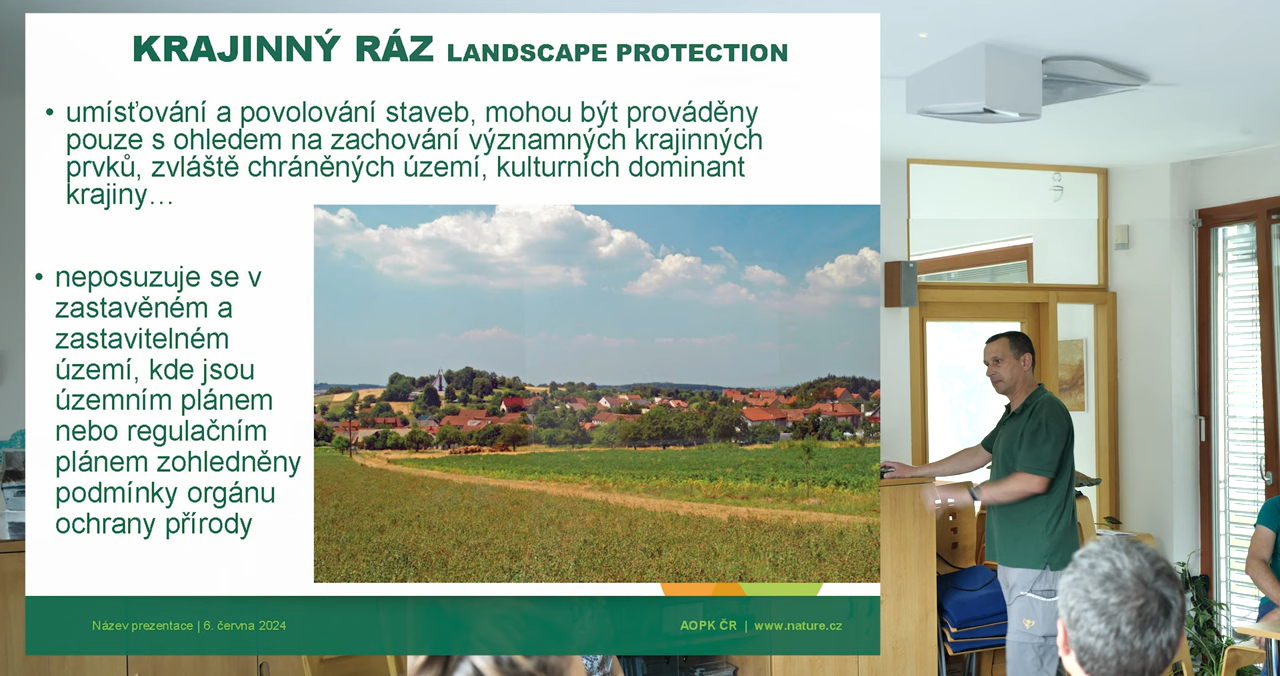 KRAJINNÝ RÁZ LANDSCAPE PROTECTION
• umísťování a povolování staveb, mohou být prováděny
pouze s ohledem na zachování významných krajinných
prvků, zvláště chráněných území, kulturních dominant
krajiny…
• neposuzuje se v
zastavěném a
zastavitelném
území, kde jsou
územním plánem
nebo regulačním
plánem zohledněny
podmínky orgánu
ochrany přírody
Název prezentace | 6. června 2024
AOPK ČR | www.nature.cz